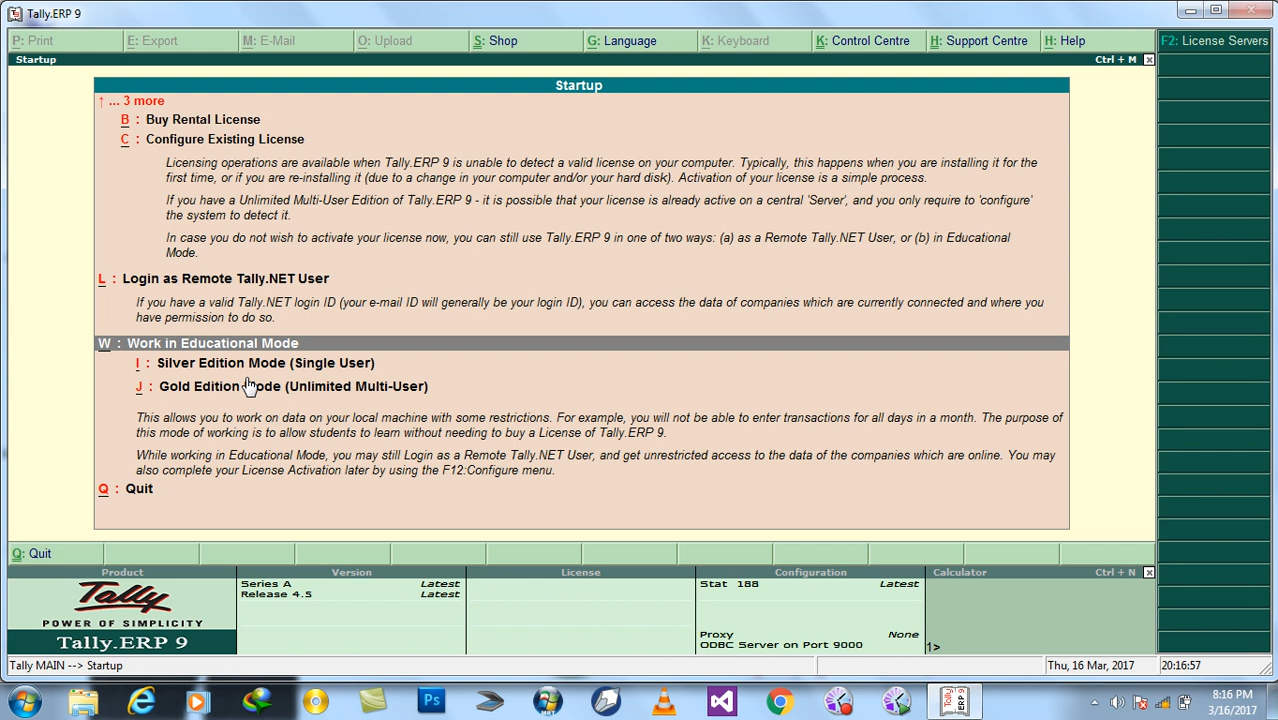 Tally.ERP 9
P: Print
E: Export
M: E-Mail
O: Upload
S: Shop
G: Language
K: Keyboard
K: Control Centre
H: Support Centre
H: Help
F2: License Servers
Startup
Ctrl + M
Startup
↑ ... 3 more
B : Buy Rental License
C : Configure Existing License
Licensing operations are available when Tally.ERP 9 is unable to detect a valid license on your computer. Typically, this happens when you are installing it for the
first time, or if you are re-installing it (due to a change in your computer and/or your hard disk). Activation of your license is a simple process.
If you have a Unlimited Multi-User Edition of Tally.ERP 9 - it is possible that your license is already active on a central 'Server', and you only require to 'configure'
the system to detect it.
In case you do not wish to activate your license now, you can still use Tally.ERP 9 in one of two ways: (a) as a Remote Tally.NET User, or (b) in Educational
Mode.
L : Login as Remote Tally.NET User
If you have a valid Tally.NET login ID (your e-mail ID will generally be your login ID), you can access the data of companies which are currently connected and where you
have permission to do so.
W : Work in Educational Mode
I : Silver Edition Mode (Single User)
J : Gold Edition Mode (Unlimited Multi-User)
This allows you to work on data on your local machine with some restrictions. For example, you will not be able to enter transactions for all days in a month. The purpose of
this mode of working is to allow students to learn without needing to buy a License of Tally.ERP 9.
While working in Educational Mode, you may still Login as a Remote Tally.NET User, and get unrestricted access to the data of the companies which are online. You may
also complete your License Activation later by using the F12:Configure menu.
Q : Quit
Q: Quit
Product
Version
License
Configuration
Calculator
Ctrl + N
Tally
POWER OF SIMPLICITY
Tally.ERP 9
Series A Latest
Release 4.5 Latest
Stat 188 Latest
Proxy None
ODBC Server on Port 9000
1>
Tally MAIN --> Startup
Thu, 16 Mar, 2017
20:16:57
Ps
8:16 PM
3/16/2017